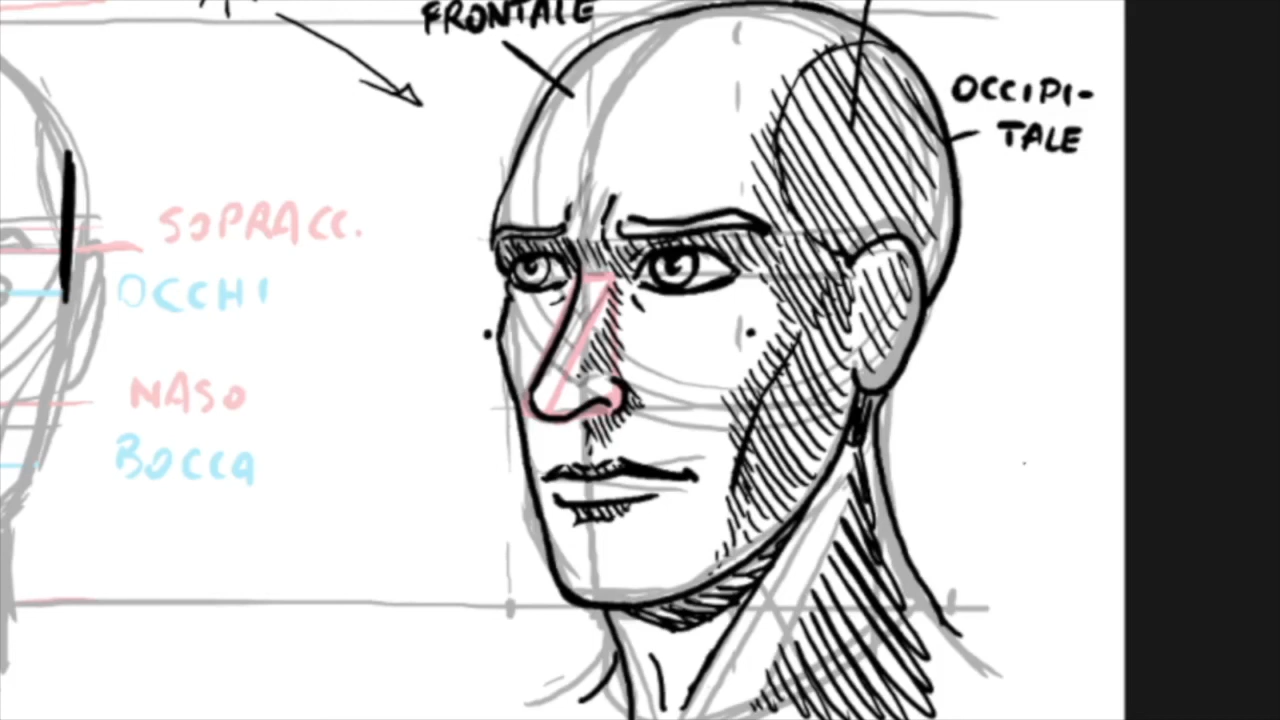 FRONTALE
OCCIPI-
TALE
SOPRACC.
OCCHI
NASO
BOCCA